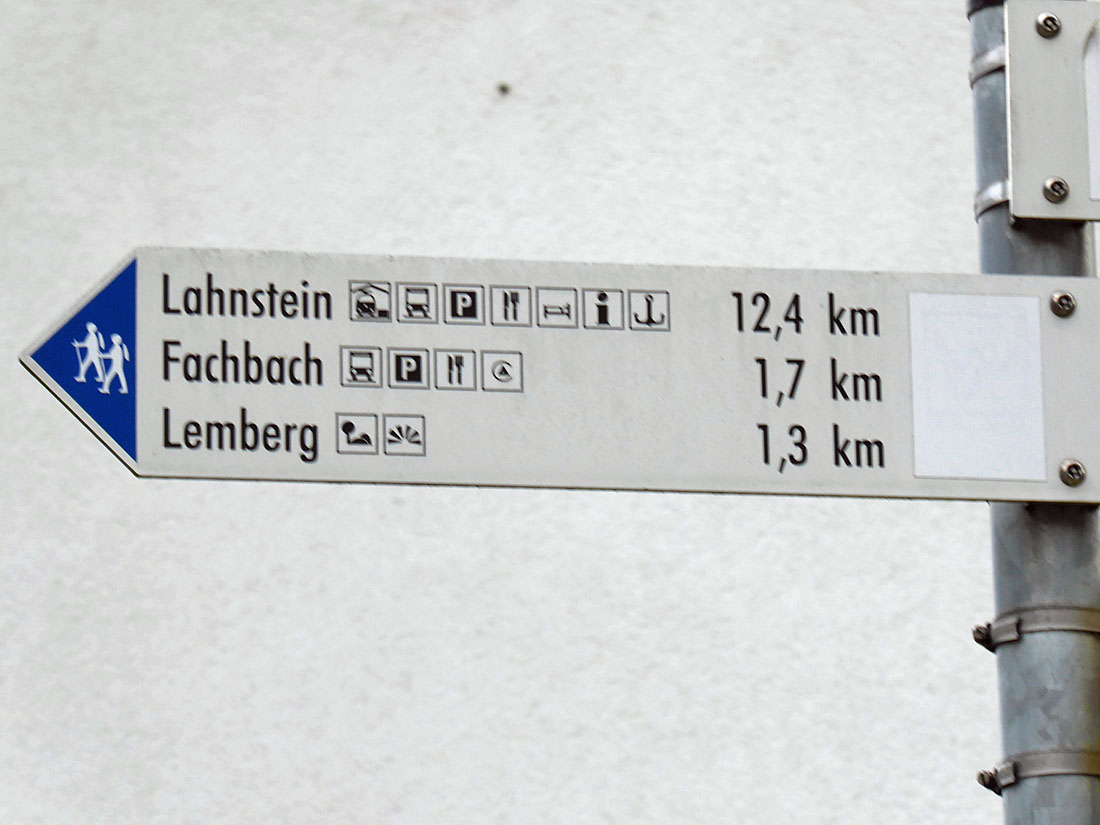 Lahnstein P i 12,4 km
Fachbach P 1,7 km
Lemberg 1,3 km